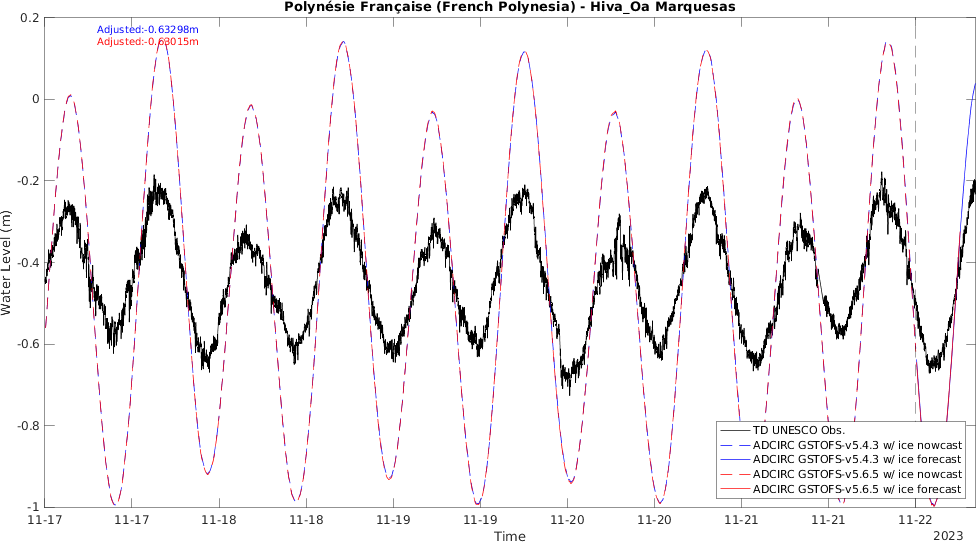 Polynésie Française (French Polynesia) - Hiva_Oa Marquesas
Adjusted:-0.63298m
Adjusted:-0.63015m
0.2
0
-0.2
-0.4
-0.6
-0.8
-1
Water Level (m)
TD UNESCO Obs.
ADCIRC GSTOFS-v5.4.3 w/ ice nowcast
ADCIRC GSTOFS-v5.4.3 w/ ice forecast
ADCIRC GSTOFS-v5.6.5 w/ ice nowcast
ADCIRC GSTOFS-v5.6.5 w/ ice forecast
11-17 11-17 11-18 11-18 11-19 11-19 11-20 11-20 11-21 11-21 11-22
Time
2023